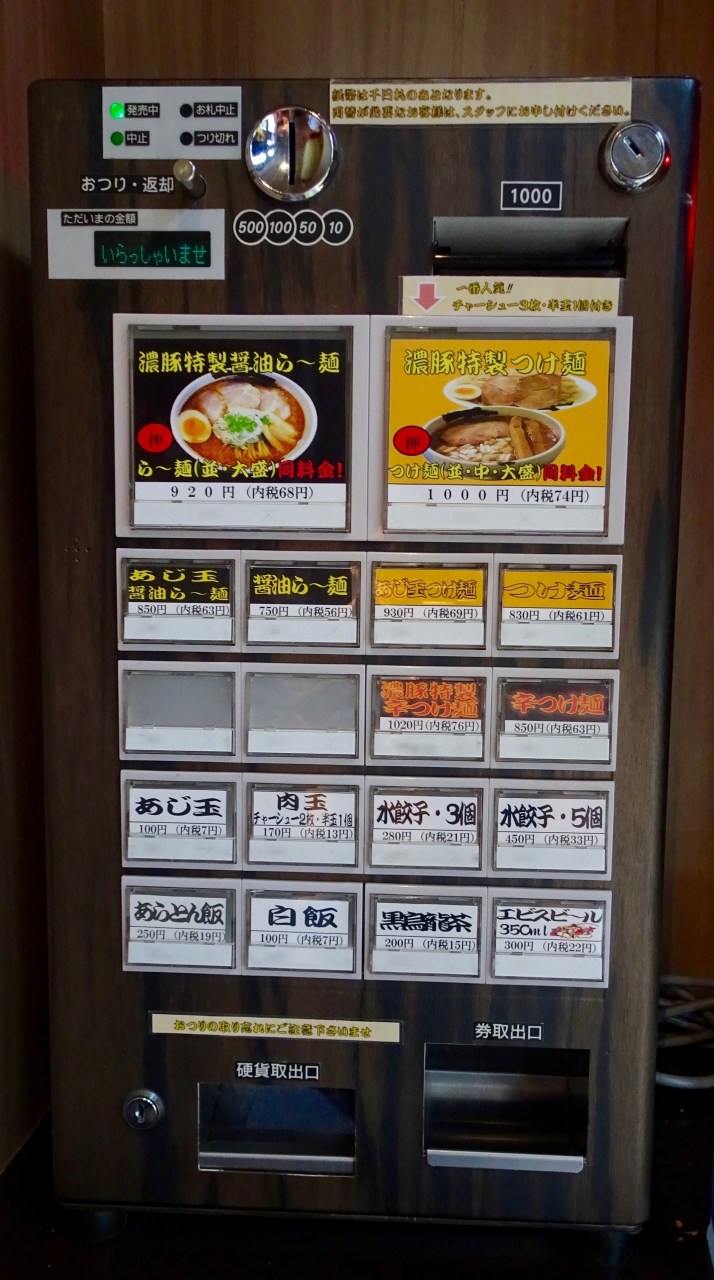 紙幣は千円札のみとなります。
両替が必要なお客様は、スタッフにお申し付けください。
発売中
お札中止
中止
つり切れ
おつり・返却
1000
ただいまの金額
いらっしゃいませ
500 100 50 10
一番人気!!
チャーシュー3枚・半玉1個付き
濃豚特製醤油ら〜麺
押
ら〜麺(並・大盛)同料金!
920円 (内税68円)
濃豚特製つけ麺
押
つけ麺(並・中・大盛)同料金!
1000円 (内税74円)
あじ玉
醤油ら〜麺
850円 (内税63円)
醤油ら〜麺
750円 (内税56円)
あじ玉つけ麺
930円 (内税69円)
つけ麺
830円 (内税61円)
濃豚特製
辛つけ麺
1020円(内税76円)
辛つけ麺
850円 (内税63円)
あじ玉
100円 (内税7円)
肉玉
チャーシュー2枚・半玉1個
170円 (内税13円)
水餃子・3個
280円 (内税21円)
水餃子・5個
450円 (内税33円)
あらとん飯
250円 (内税19円)
白飯
100円 (内税7円)
黒烏龍茶
200円 (内税15円)
エビスビール
350ml
300円 (内税22円)
おつりの取り忘れにご注意下さいませ
券取出口
硬貨取出口